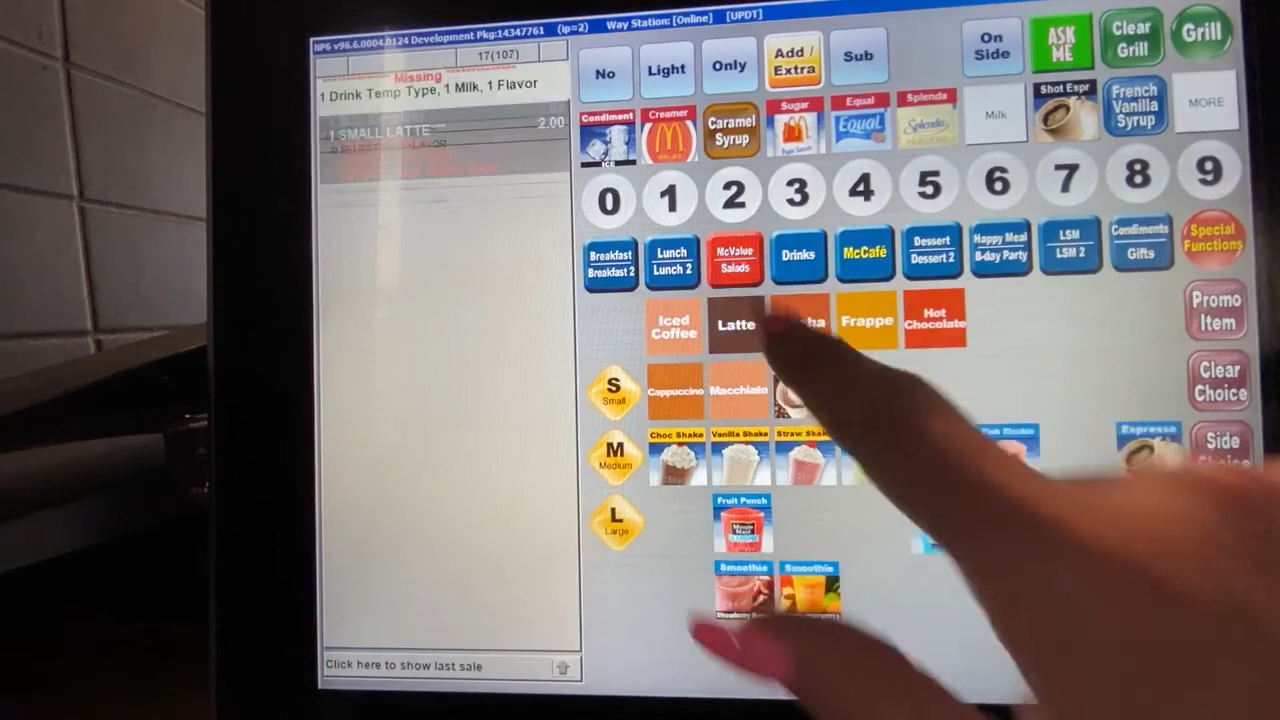 NP6 v96.6.0004.0124 Development Pkg:14347761 (ip=2) Way Station: [Online] [UPDT]
17(107)
Missing
1 Drink Temp Type, 1 Milk, 1 Flavor
1 SMALL LATTE 2.00
Click here to show last sale
No
Light
Only
Add / Extra
Sub
On Side
ASK ME
Clear Grill
Grill
Condiment
ICE
Creamer
Caramel Syrup
Sugar
Equal
Equal
Splenda
Splenda
Milk
Shot Espr
French Vanilla Syrup
MORE
0 1 2 3 4 5 6 7 8 9
Breakfast
Breakfast 2
Lunch
Lunch 2
McValue
Salads
Drinks
McCafé
Dessert
Dessert 2
Happy Meal
B-day Party
LSM
LSM 2
Condiments
Gifts
Special Functions
Iced Coffee
Latte
Frappe
Hot Chocolate
Promo Item
S
Small
Cappuccino
Macchiato
Clear Choice
M
Medium
Choc Shake
Vanilla Shake
Straw Shake
Espresso
Side
L
Large
Fruit Punch
Minute Maid
Smoothie
Smoothie